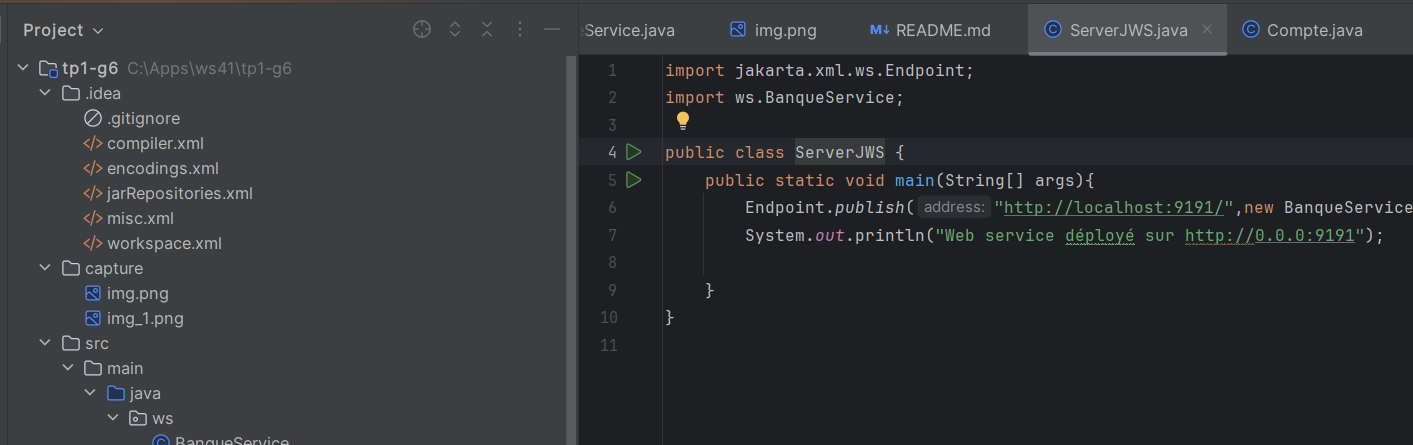 Project
tp1-g6 C:\Apps\ws41\tp1-g6
.idea
.gitignore
compiler.xml
encodings.xml
jarRepositories.xml
misc.xml
workspace.xml
capture
img.png
img_1.png
src
main
java
ws
BanqueService
Service.java img.png README.md ServerJWS.java Compte.java
1 import jakarta.xml.ws.Endpoint;
2 import ws.BanqueService;
3
4 public class ServerJWS {
5 public static void main(String[] args){
6 Endpoint.publish( address: "http://localhost:9191/",new BanqueService
7 System.out.println("Web service déployé sur http://0.0.0:9191");
8
9 }
10 }
11